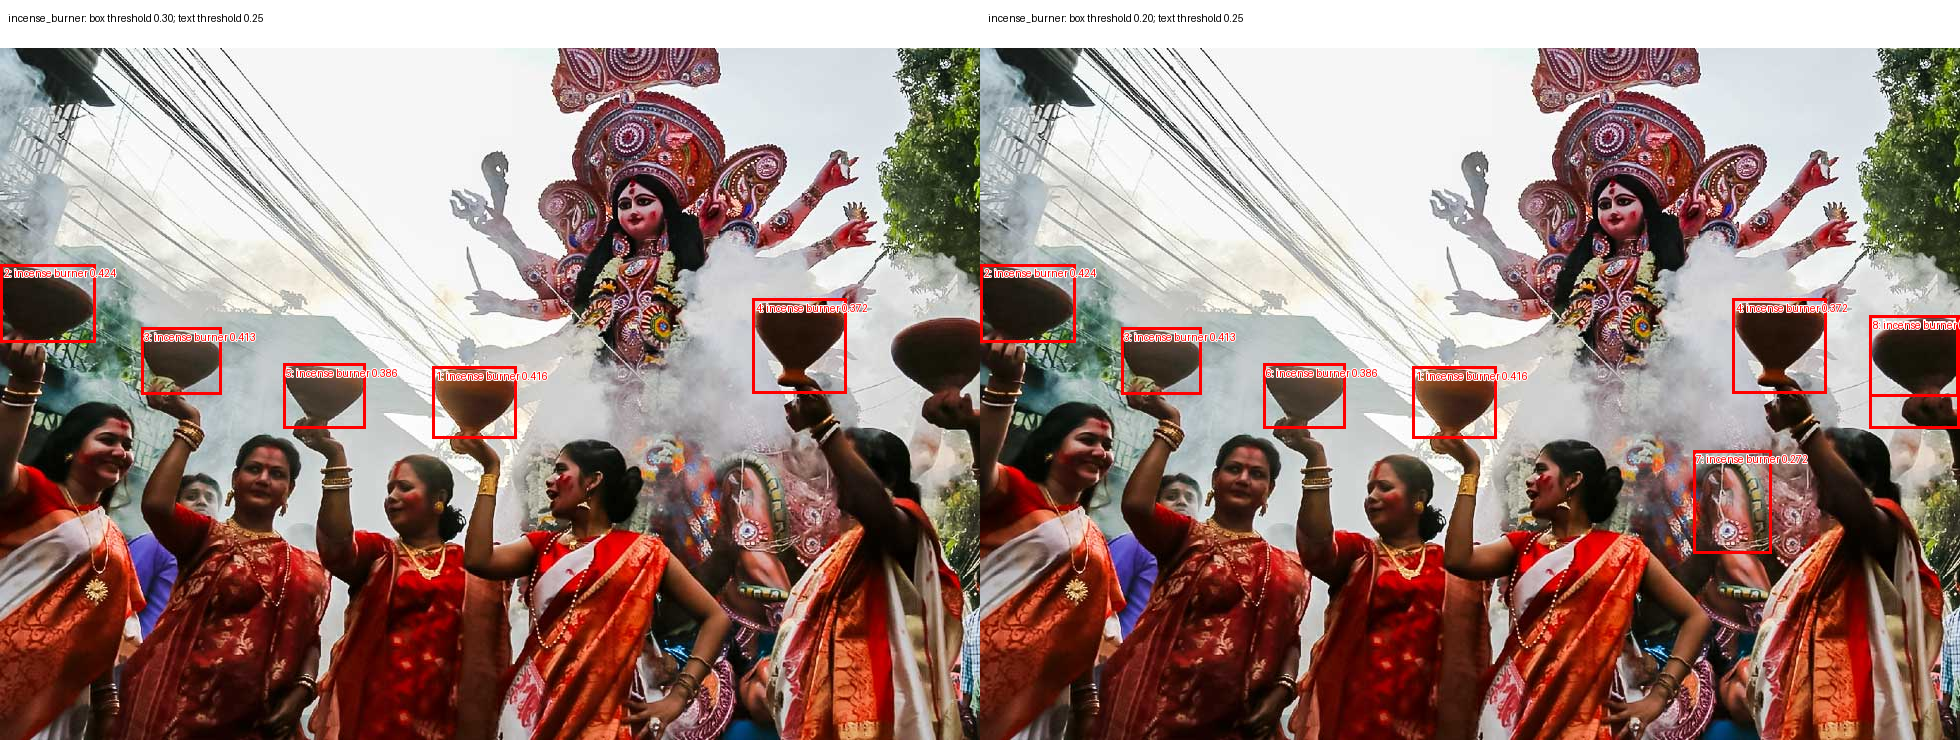 incense_burner: box threshold 0.30; text threshold 0.25
incense_burner: box threshold 0.20; text threshold 0.25
2: incense burner 0.424
3: incense burner 0.413
5: incense burner 0.386
1: incense burner 0.416
4: incense burner 0.372
2: incense burner 0.424
3: incense burner 0.413
incense burner 0.386
1: incense burner 0.416
4: incense burner 0.372
8: incense burner
7: incense burner 0.272